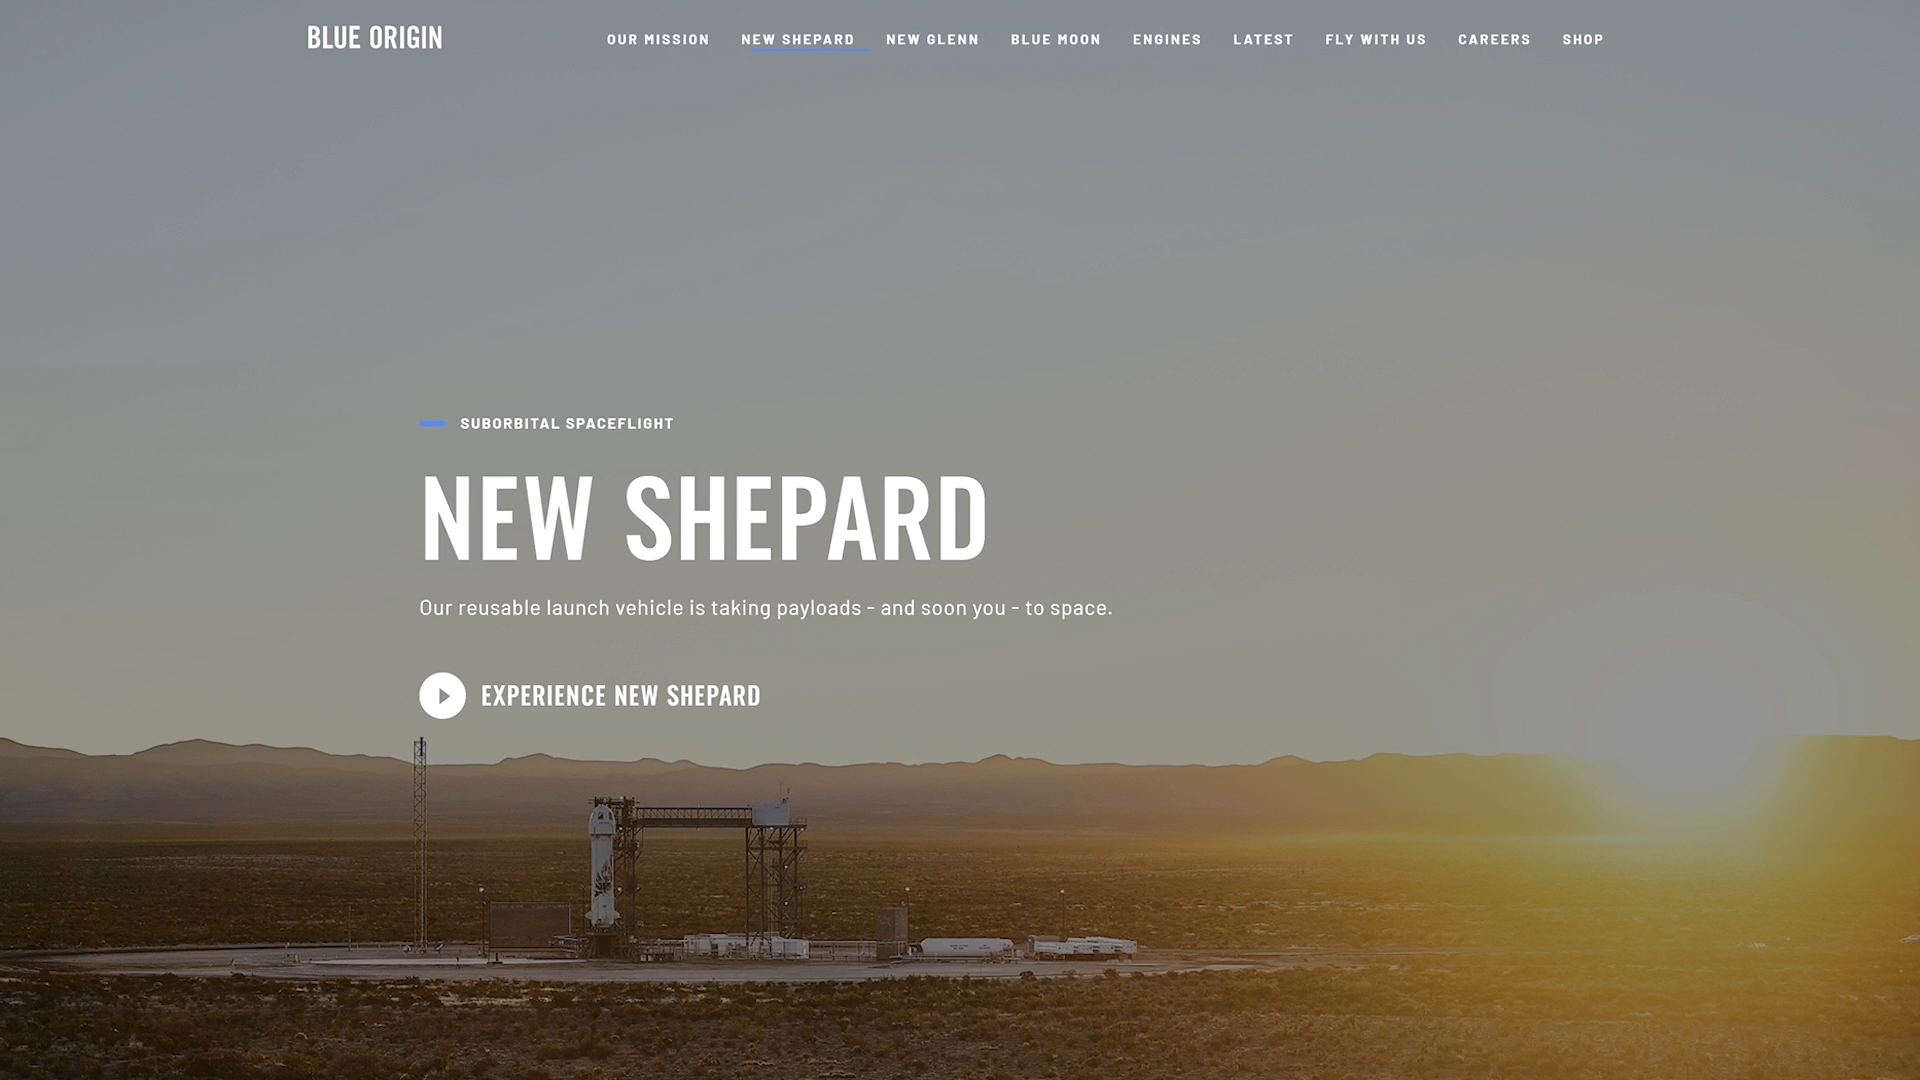 BLUE ORIGIN
OUR MISSION NEW SHEPARD NEW GLENN BLUE MOON ENGINES LATEST FLY WITH US CAREERS SHOP
SUBORBITAL SPACEFLIGHT
NEW SHEPARD
Our reusable launch vehicle is taking payloads - and soon you - to space.
EXPERIENCE NEW SHEPARD